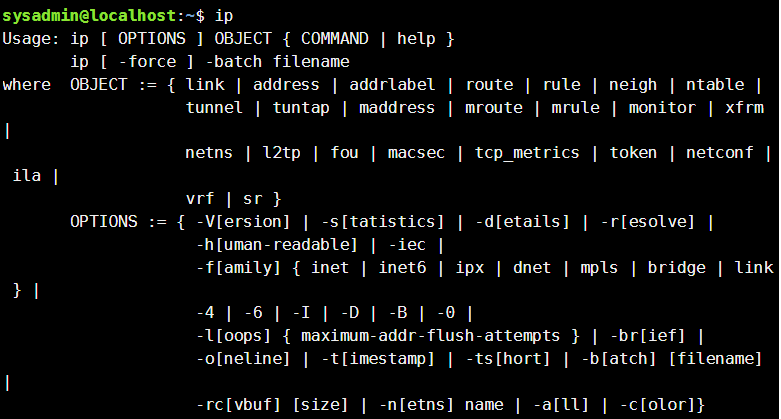 sysadmin@localhost:~$ ip
Usage: ip [ OPTIONS ] OBJECT { COMMAND | help }
       ip [ -force ] -batch filename
where  OBJECT := { link | address | addrlabel | route | rule | neigh | ntable |
                   tunnel | tuntap | maddress | mroute | mrule | monitor | xfrm
|
                   netns | l2tp | fou | macsec | tcp_metrics | token | netconf |
 ila |
                   vrf | sr }
       OPTIONS := { -V[ersion] | -s[tatistics] | -d[etails] | -r[esolve] |
                    -h[uman-readable] | -iec |
                    -f[amily] { inet | inet6 | ipx | dnet | mpls | bridge | link
 } |
                    -4 | -6 | -I | -D | -B | -0 |
                    -l[oops] { maximum-addr-flush-attempts } | -br[ief] |
                    -o[neline] | -t[imestamp] | -ts[hort] | -b[atch] [filename]
|
                    -rc[vbuf] [size] | -n[etns] name | -a[ll] | -c[olor]}